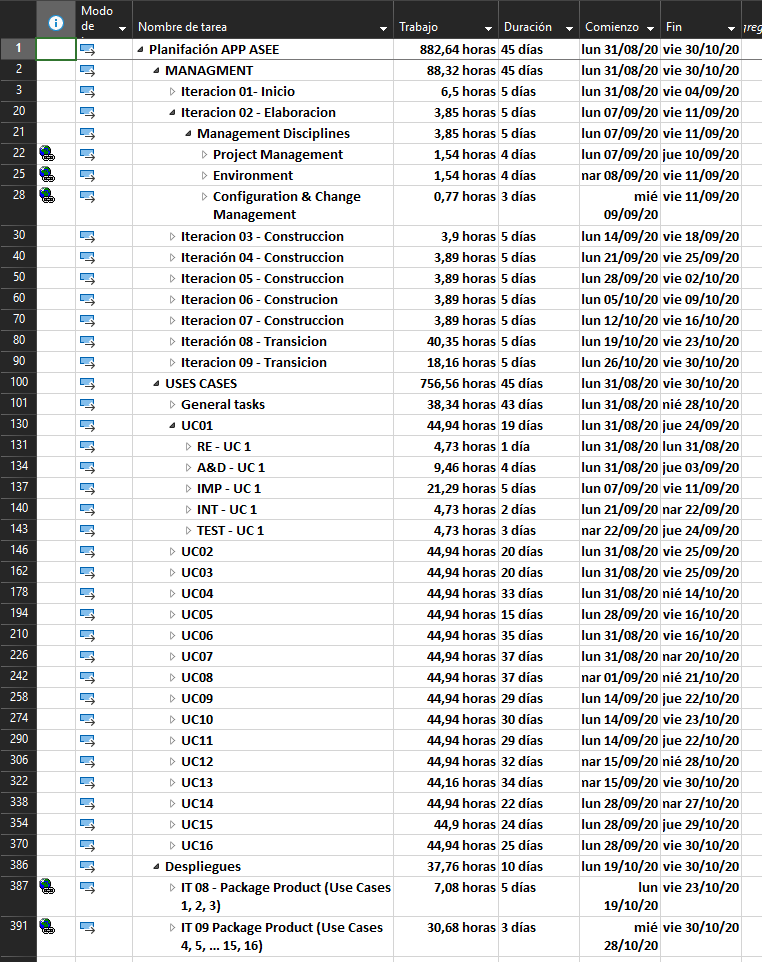 Modo
de Nombre de tarea Trabajo Duración Comienzo Fin
1 Planifación APP ASEE 882,64 horas 45 días lun 31/08/20 vie 30/10/20
2 MANAGMENT 88,32 horas 45 días lun 31/08/20 vie 30/10/20
3 Iteracion 01- Inicio 6,5 horas 5 días lun 31/08/20 vie 04/09/20
20 Iteracion 02 - Elaboracion 3,85 horas 5 días lun 07/09/20 vie 11/09/20
21 Management Disciplines 3,85 horas 5 días lun 07/09/20 vie 11/09/20
22 Project Management 1,54 horas 4 días lun 07/09/20 jue 10/09/20
25 Environment 1,54 horas 4 días mar 08/09/20 vie 11/09/20
28 Configuration & Change 0,77 horas 3 días mié vie 11/09/20
Management 09/09/20
30 Iteracion 03 - Construccion 3,9 horas 5 días lun 14/09/20 vie 18/09/20
40 Iteración 04 - Construccion 3,89 horas 5 días lun 21/09/20 vie 25/09/20
50 Iteracion 05 - Construccion 3,89 horas 5 días lun 28/09/20 vie 02/10/20
60 Iteracion 06 - Construcion 3,89 horas 5 días lun 05/10/20 vie 09/10/20
70 Iteracion 07 - Construccion 3,89 horas 5 días lun 12/10/20 vie 16/10/20
80 Iteración 08 - Transicion 40,35 horas 5 días lun 19/10/20 vie 23/10/20
90 Iteracion 09 - Transicion 18,16 horas 5 días lun 26/10/20 vie 30/10/20
100 USES CASES 756,56 horas 45 días lun 31/08/20 vie 30/10/20
101 General tasks 38,34 horas 43 días lun 31/08/20 mié 28/10/20
130 UC01 44,94 horas 19 días lun 31/08/20 jue 24/09/20
131 RE - UC 1 4,73 horas 1 día lun 31/08/20 lun 31/08/20
134 A&D - UC 1 9,46 horas 4 días lun 31/08/20 jue 03/09/20
137 IMP - UC 1 21,29 horas 5 días lun 07/09/20 vie 11/09/20
140 INT - UC 1 4,73 horas 2 días lun 21/09/20 mar 22/09/20
143 TEST - UC 1 4,73 horas 3 días mar 22/09/20 jue 24/09/20
146 UC02 44,94 horas 20 días lun 31/08/20 vie 25/09/20
162 UC03 44,94 horas 20 días lun 31/08/20 vie 25/09/20
178 UC04 44,94 horas 33 días lun 31/08/20 mié 14/10/20
194 UC05 44,94 horas 15 días lun 28/09/20 vie 16/10/20
210 UC06 44,94 horas 35 días lun 31/08/20 vie 16/10/20
226 UC07 44,94 horas 37 días lun 31/08/20 mar 20/10/20
242 UC08 44,94 horas 37 días mar 01/09/20 mié 21/10/20
258 UC09 44,94 horas 29 días lun 14/09/20 jue 22/10/20
274 UC10 44,94 horas 30 días lun 14/09/20 vie 23/10/20
290 UC11 44,94 horas 29 días lun 14/09/20 jue 22/10/20
306 UC12 44,94 horas 32 días mar 15/09/20 mié 28/10/20
322 UC13 44,16 horas 34 días mar 15/09/20 vie 30/10/20
338 UC14 44,94 horas 22 días lun 28/09/20 mar 27/10/20
354 UC15 44,9 horas 24 días lun 28/09/20 jue 29/10/20
370 UC16 44,94 horas 25 días lun 28/09/20 vie 30/10/20
386 Despliegues 37,76 horas 10 días lun 19/10/20 vie 30/10/20
387 IT 08 - Package Product (Use Cases 7,08 horas 5 días lun vie 23/10/20
1, 2, 3) 19/10/20
391 IT 09 Package Product (Use Cases 30,68 horas 3 días mié vie 30/10/20
4, 5, ... 15, 16) 28/10/20